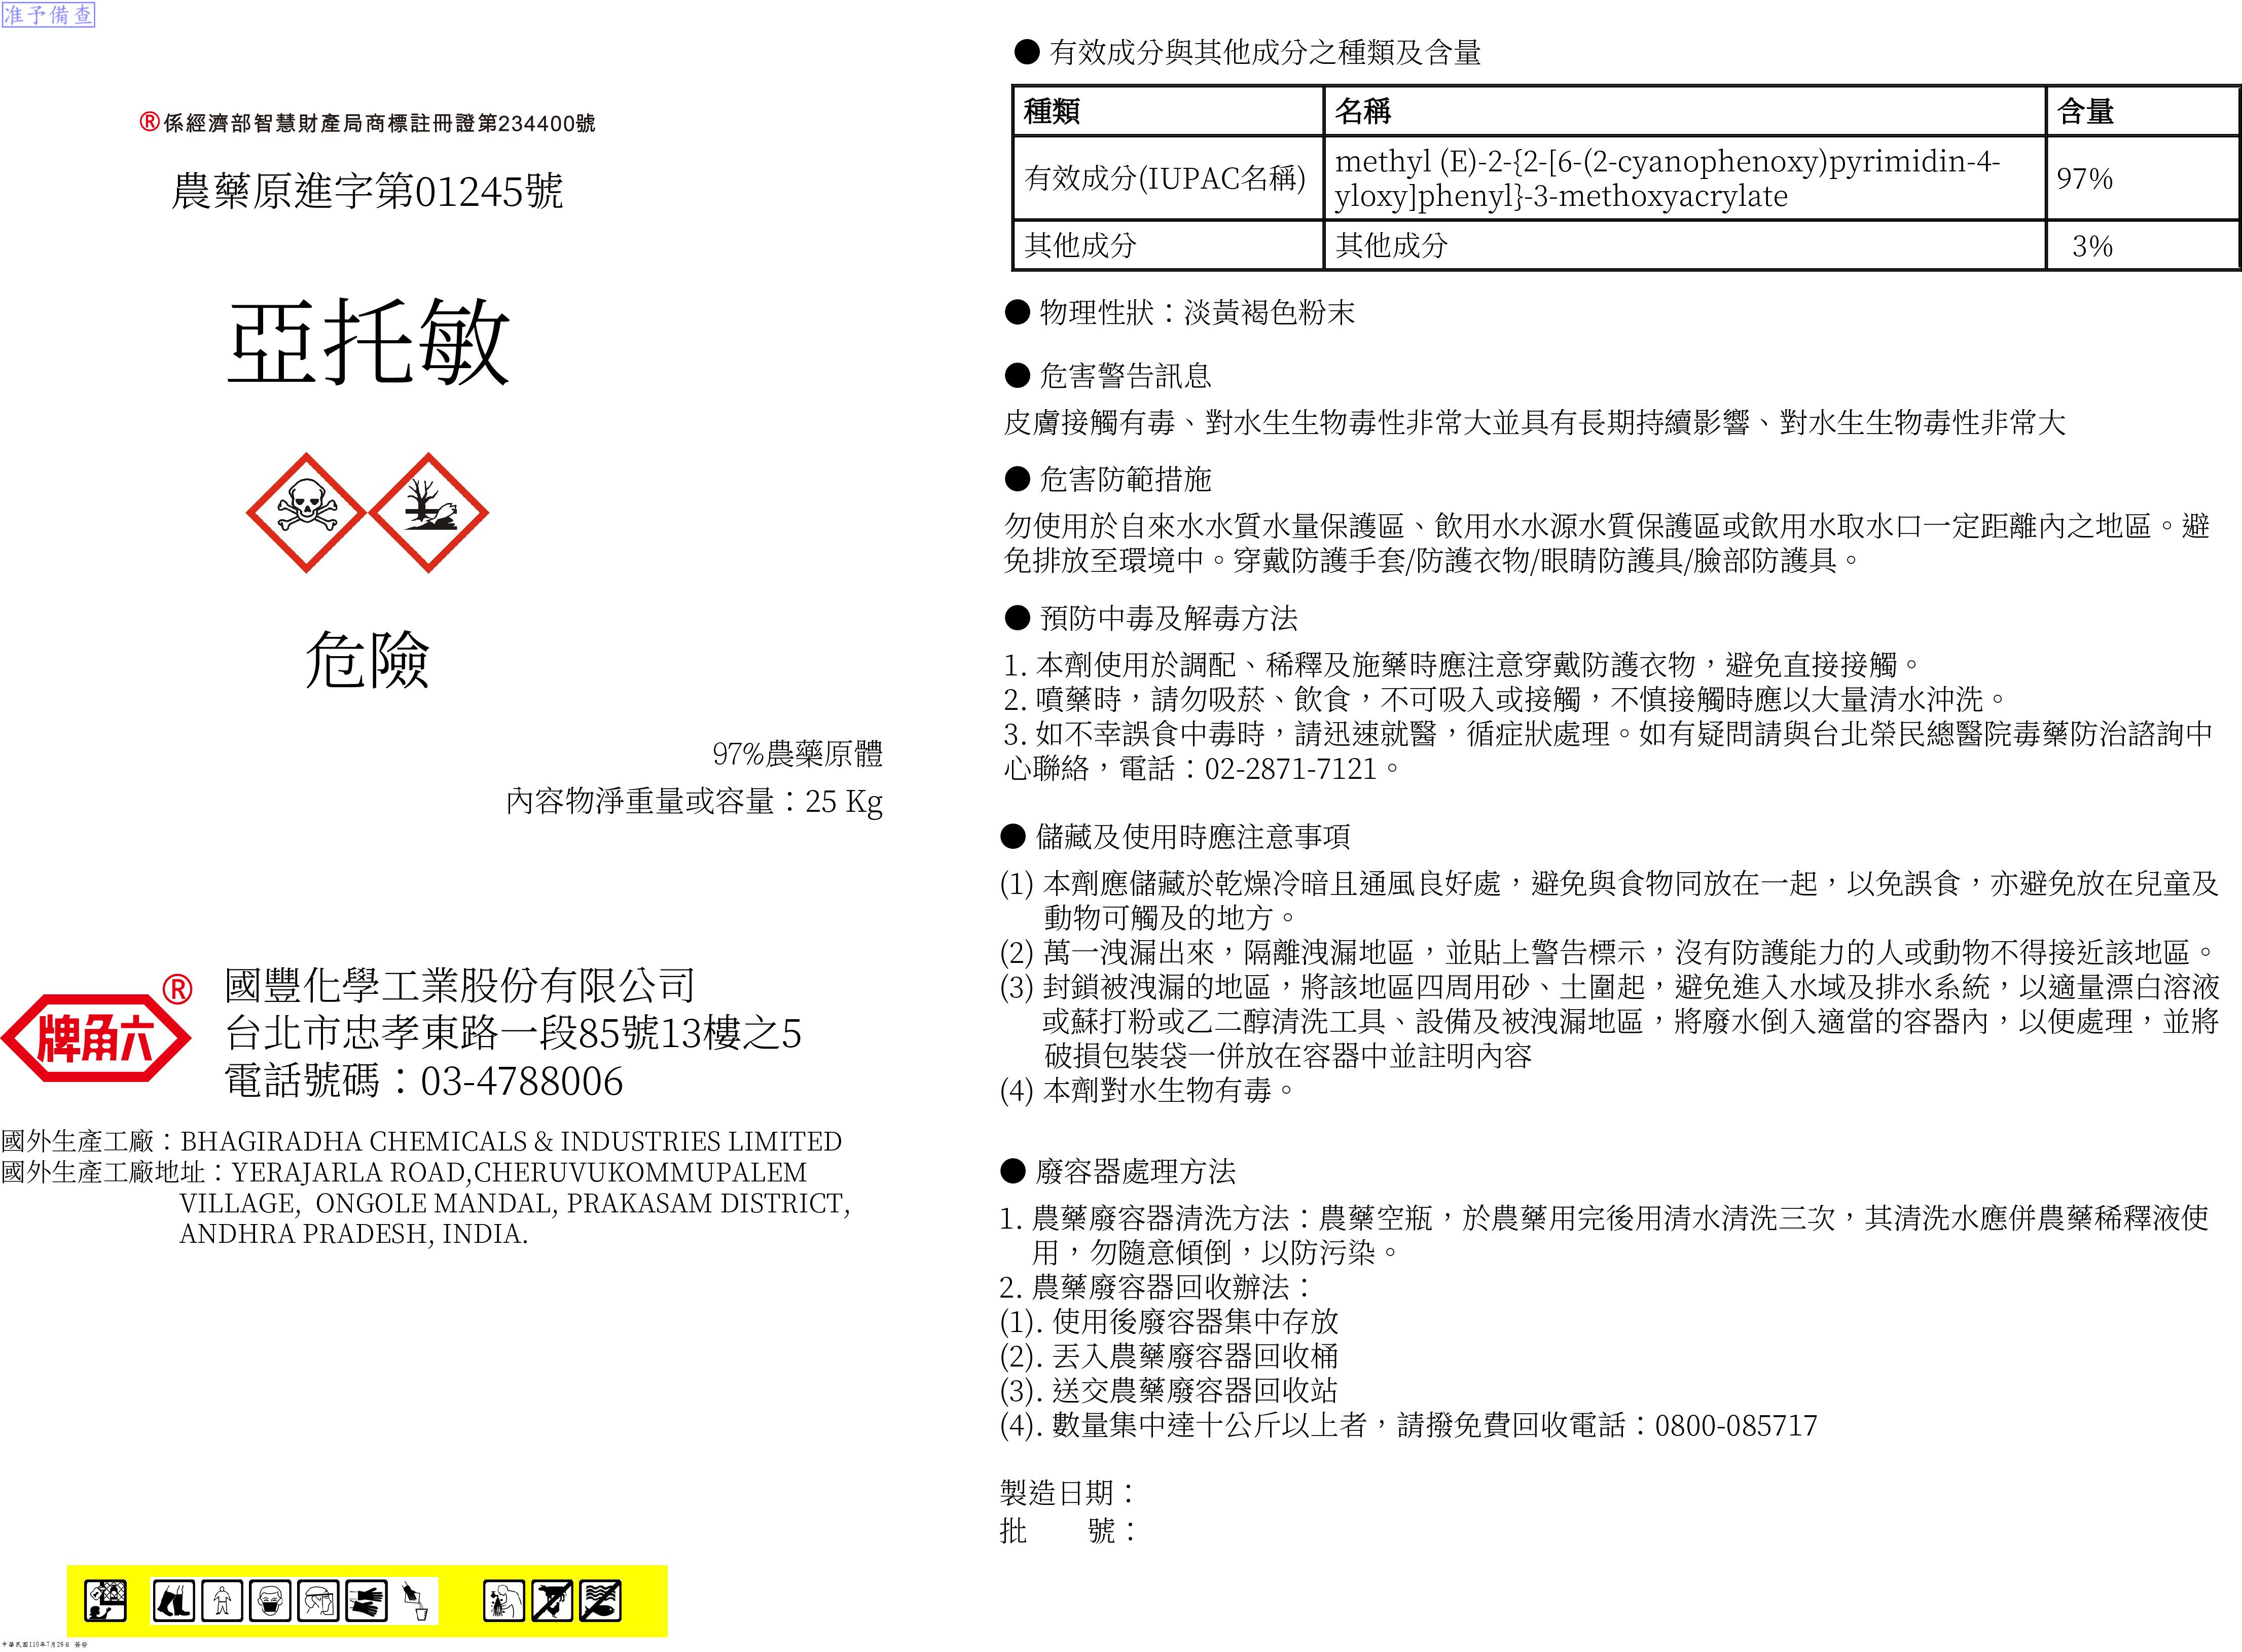 准予備查
®係經濟部智慧財產局商標註冊證第234400號
農藥原進字第01245號
亞托敏
危險
97%農藥原體
內容物淨重量或容量：25 Kg
®
牌角六
國豐化學工業股份有限公司
台北市忠孝東路一段85號13樓之5
電話號碼：03-4788006
國外生產工廠：BHAGIRADHA CHEMICALS & INDUSTRIES LIMITED
國外生產工廠地址：YERAJARLA ROAD,CHERUVUKOMMUPALEM
VILLAGE, ONGOLE MANDAL, PRAKASAM DISTRICT,
ANDHRA PRADESH, INDIA.
中華民國110年7月26日 簽發
● 有效成分與其他成分之種類及含量
種類 名稱 含量
有效成分(IUPAC名稱) methyl (E)-2-{2-[6-(2-cyanophenoxy)pyrimidin-4-
yloxy]phenyl}-3-methoxyacrylate 97%
其他成分 其他成分 3%
● 物理性狀：淡黃褐色粉末
● 危害警告訊息
皮膚接觸有毒、對水生生物毒性非常大並具有長期持續影響、對水生生物毒性非常大
● 危害防範措施
勿使用於自來水水質水量保護區、飲用水水源水質保護區或飲用水取水口一定距離內之地區。避
免排放至環境中。穿戴防護手套/防護衣物/眼睛防護具/臉部防護具。
● 預防中毒及解毒方法
1. 本劑使用於調配、稀釋及施藥時應注意穿戴防護衣物，避免直接接觸。
2. 噴藥時，請勿吸菸、飲食，不可吸入或接觸，不慎接觸時應以大量清水沖洗。
3. 如不幸誤食中毒時，請迅速就醫，循症狀處理。如有疑問請與台北榮民總醫院毒藥防治諮詢中
心聯絡，電話：02-2871-7121。
● 儲藏及使用時應注意事項
(1) 本劑應儲藏於乾燥冷暗且通風良好處，避免與食物同放在一起，以免誤食，亦避免放在兒童及
動物可觸及的地方。
(2) 萬一洩漏出來，隔離洩漏地區，並貼上警告標示，沒有防護能力的人或動物不得接近該地區。
(3) 封鎖被洩漏的地區，將該地區四周用砂、土圍起，避免進入水域及排水系統，以適量漂白溶液
或蘇打粉或乙二醇清洗工具、設備及被洩漏地區，將廢水倒入適當的容器內，以便處理，並將
破損包裝袋一併放在容器中並註明內容
(4) 本劑對水生物有毒。
● 廢容器處理方法
1. 農藥廢容器清洗方法：農藥空瓶，於農藥用完後用清水清洗三次，其清洗水應併農藥稀釋液使
用，勿隨意傾倒，以防污染。
2. 農藥廢容器回收辦法：
(1). 使用後廢容器集中存放
(2). 丟入農藥廢容器回收桶
(3). 送交農藥廢容器回收站
(4). 數量集中達十公斤以上者，請撥免費回收電話：0800-085717
製造日期：
批 號：